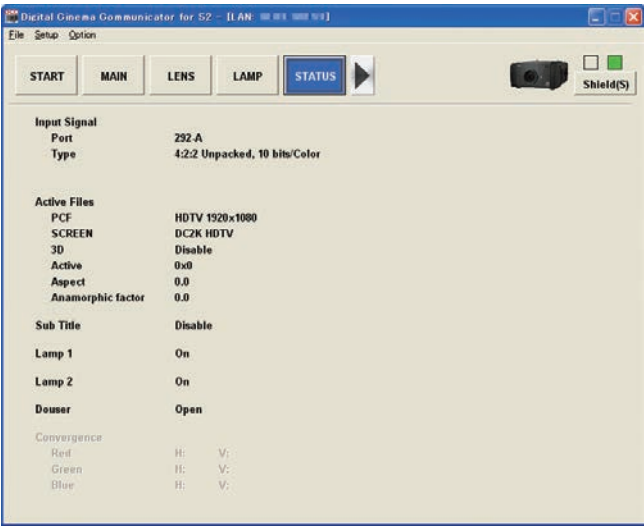 Digital Cinema Communicator for S2 - [LAN:
File Setup Option
START MAIN LENS LAMP STATUS
Shield(S)
Input Signal
Port 292-A
Type 4:2:2 Unpacked, 10 bits/Color
Active Files
PCF HDTV 1920x1080
SCREEN DC2K HDTV
3D Disable
Active 0x0
Aspect 0.0
Anamorphic factor 0.0
Sub Title Disable
Lamp 1 On
Lamp 2 On
Douser Open
Convergence
Red H: V:
Green H: V:
Blue H: V: